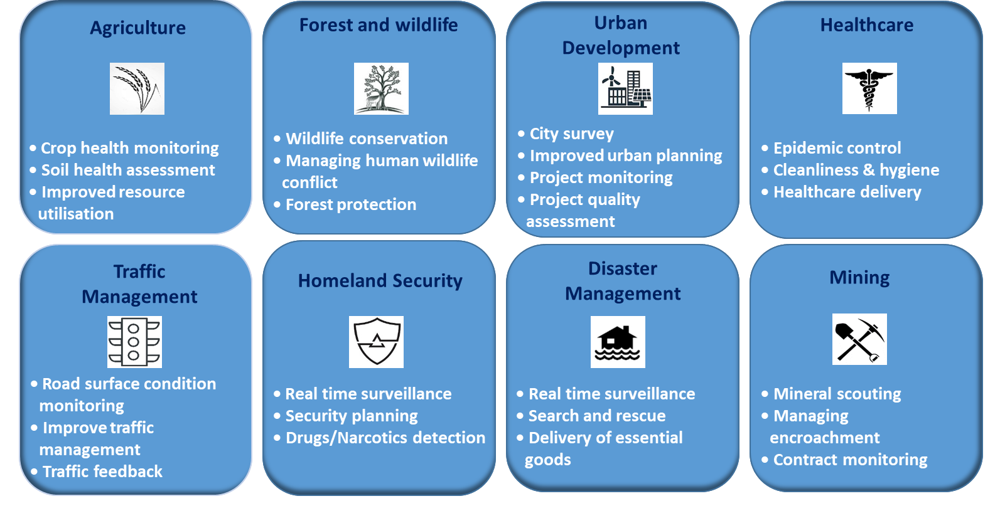 Agriculture
• Crop health monitoring
• Soil health assessment
• Improved resource
utilisation
Forest and wildlife
• Wildlife conservation
• Managing human wildlife
conflict
• Forest protection
Urban
Development
• City survey
• Improved urban planning
• Project monitoring
• Project quality
assessment
Healthcare
• Epidemic control
• Cleanliness & hygiene
• Healthcare delivery
Traffic
Management
• Road surface condition
monitoring
• Improve traffic
management
• Traffic feedback
Homeland Security
• Real time surveillance
• Security planning
• Drugs/Narcotics detection
Disaster
Management
• Real time surveillance
• Search and rescue
• Delivery of essential
goods
Mining
• Mineral scouting
• Managing
encroachment
• Contract monitoring